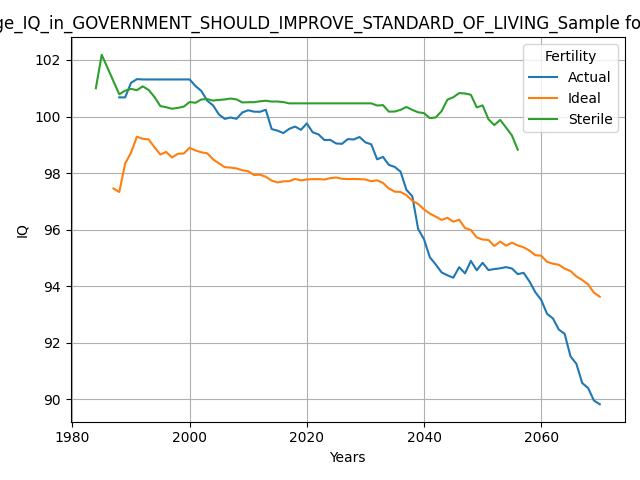 ge_IQ_in_GOVERNMENT_SHOULD_IMPROVE_STANDARD_OF_LIVING_Sample fo
Fertility
Actual
Ideal
Sterile
102
100
98
96
94
92
90
IQ
1980 2000 2020 2040 2060
Years